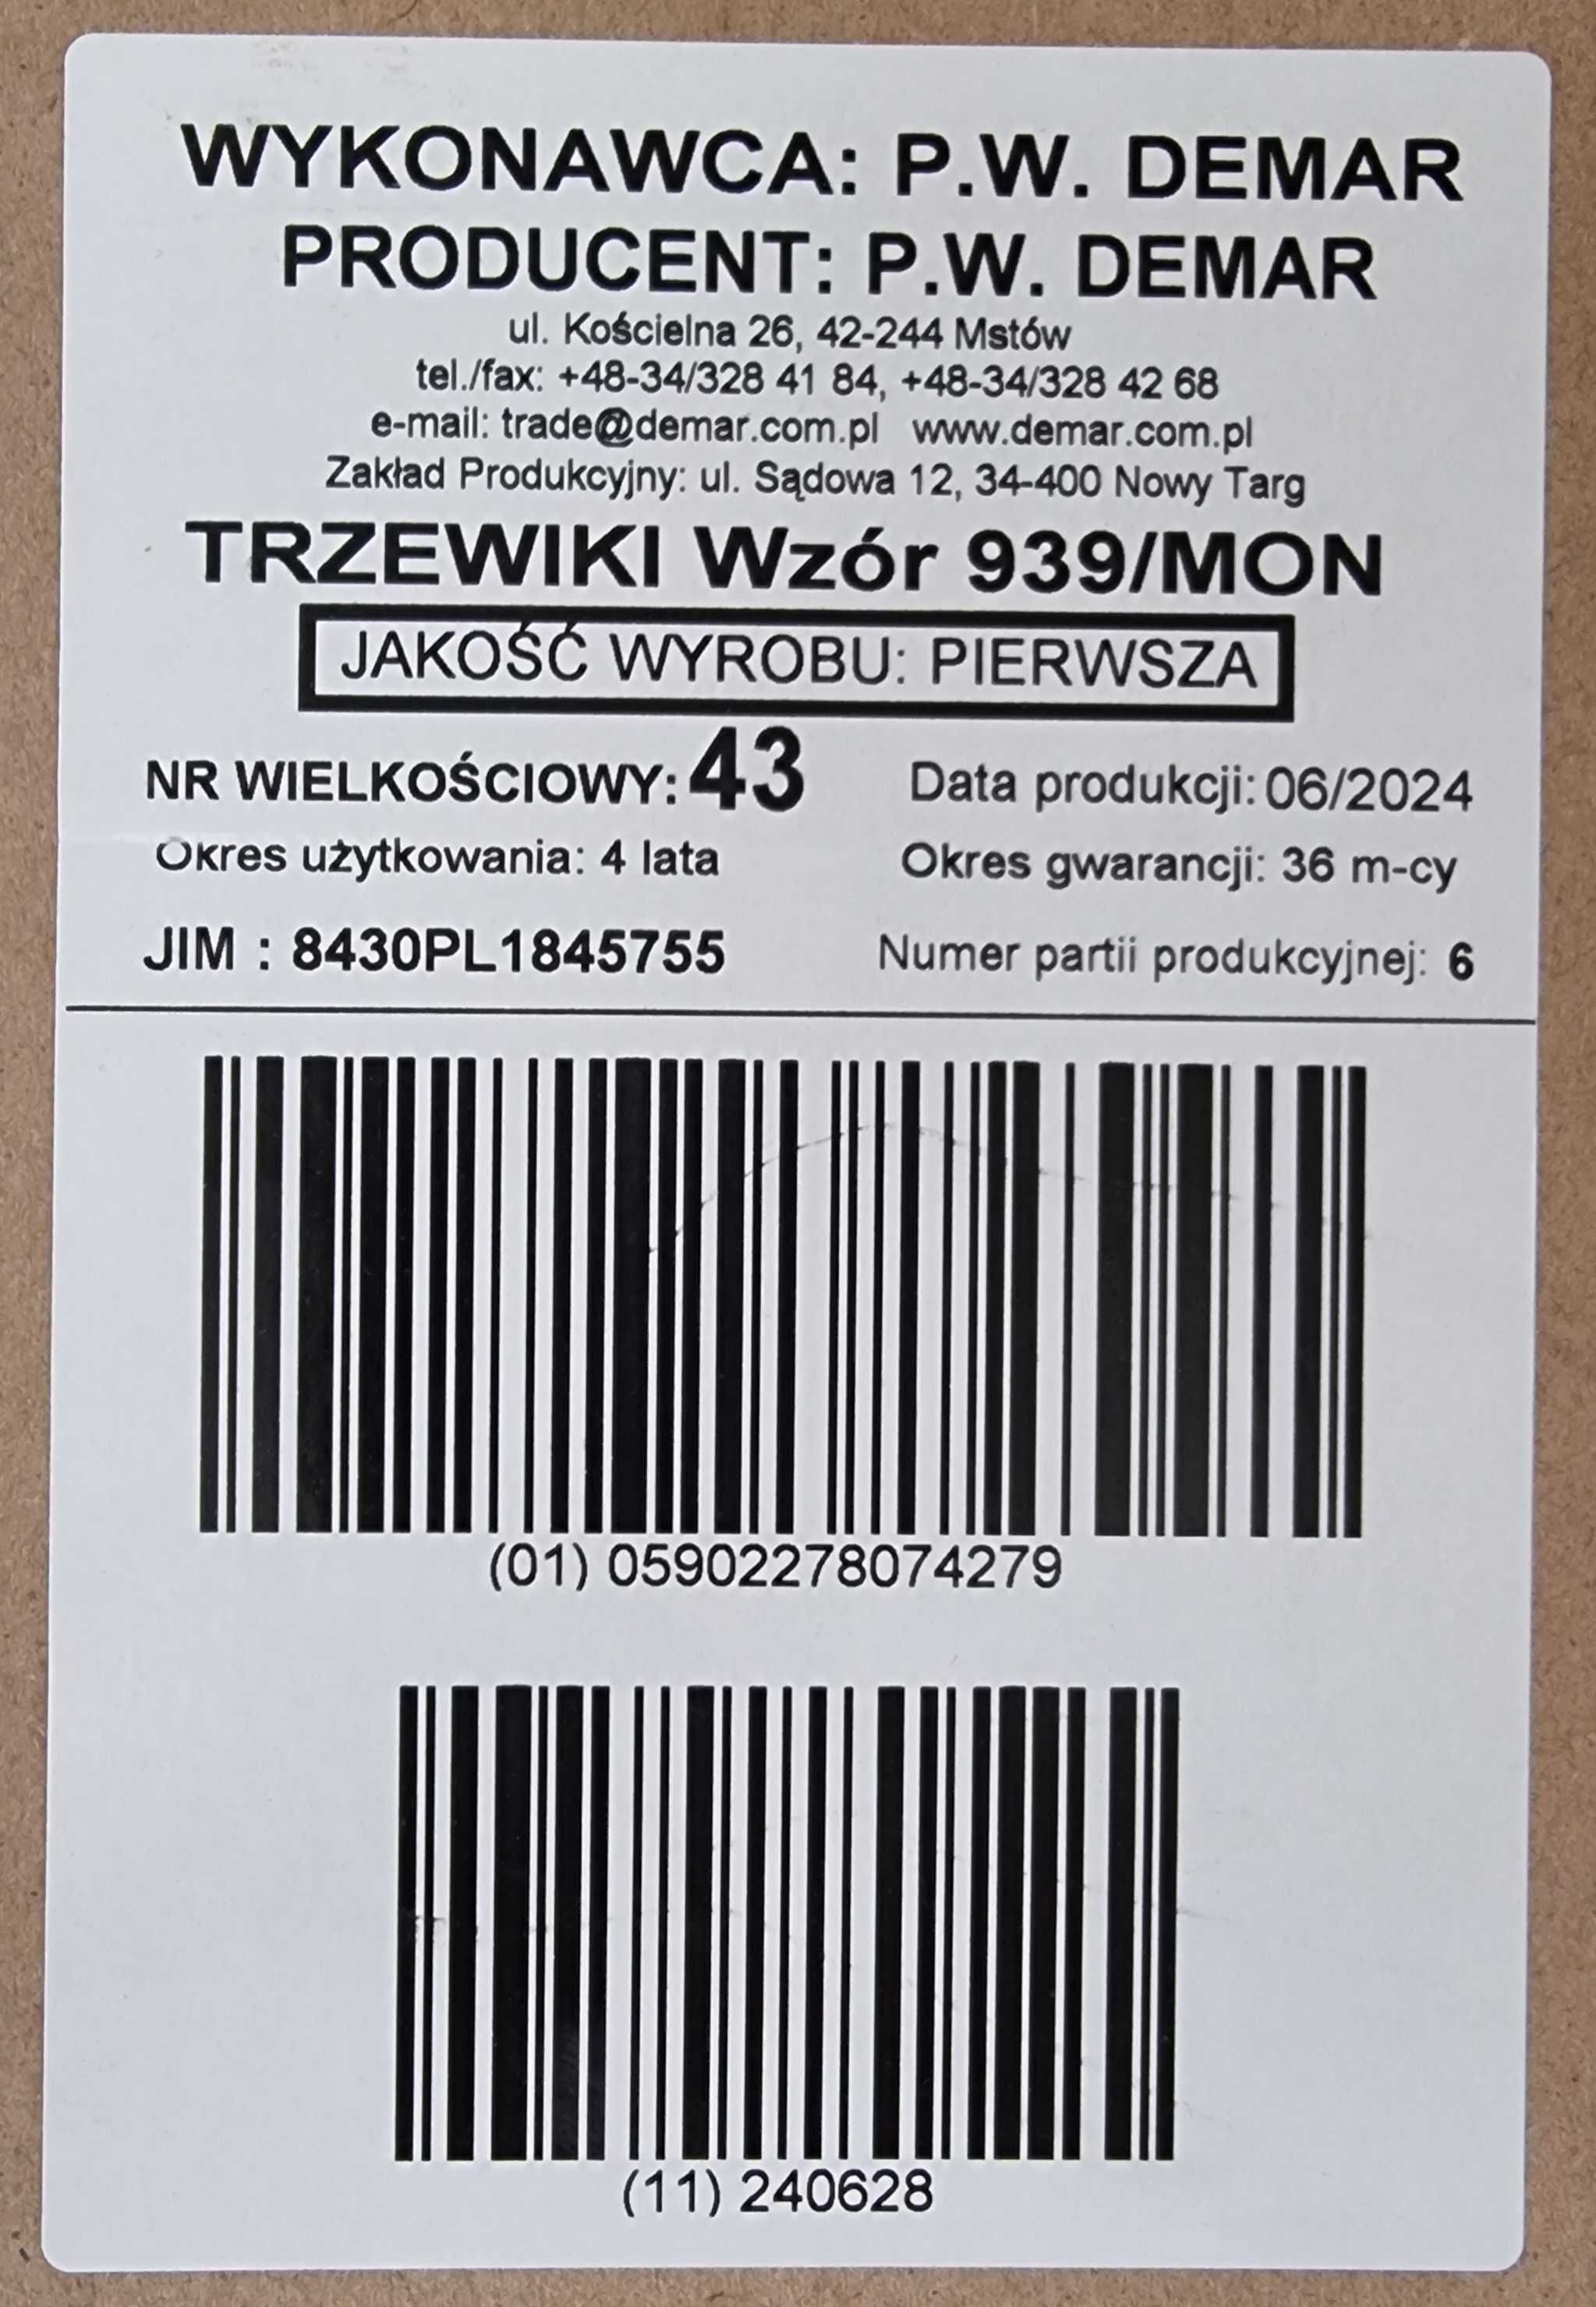 WYKONAWCA: P.W. DEMAR
PRODUCENT: P.W. DEMAR
ul. Kościelna 26, 42-244 Mstów
tel./fax: +48-34/328 41 84, +48-34/328 42 68
e-mail: trade@demar.com.pl www.demar.com.pl
Zakład Produkcyjny: ul. Sądowa 12, 34-400 Nowy Targ
TRZEWIKI Wzór 939/MON
JAKOŚĆ WYROBU: PIERWSZA
NR WIELKOŚCIOWY: 43 Data produkcji: 06/2024
Okres użytkowania: 4 lata Okres gwarancji: 36 m-cy
JIM : 8430PL1845755 Numer partii produkcyjnej: 6
(01) 05902278074279
(11) 240628